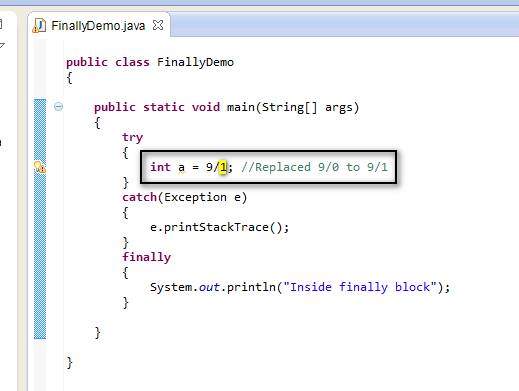 FinallyDemo.java
public class FinallyDemo
{
public static void main(String[] args)
{
try
{
int a = 9/1; //Replaced 9/0 to 9/1
}
catch(Exception e)
{
e.printStackTrace();
}
finally
{
System.out.println("Inside finally block");
}
}
}